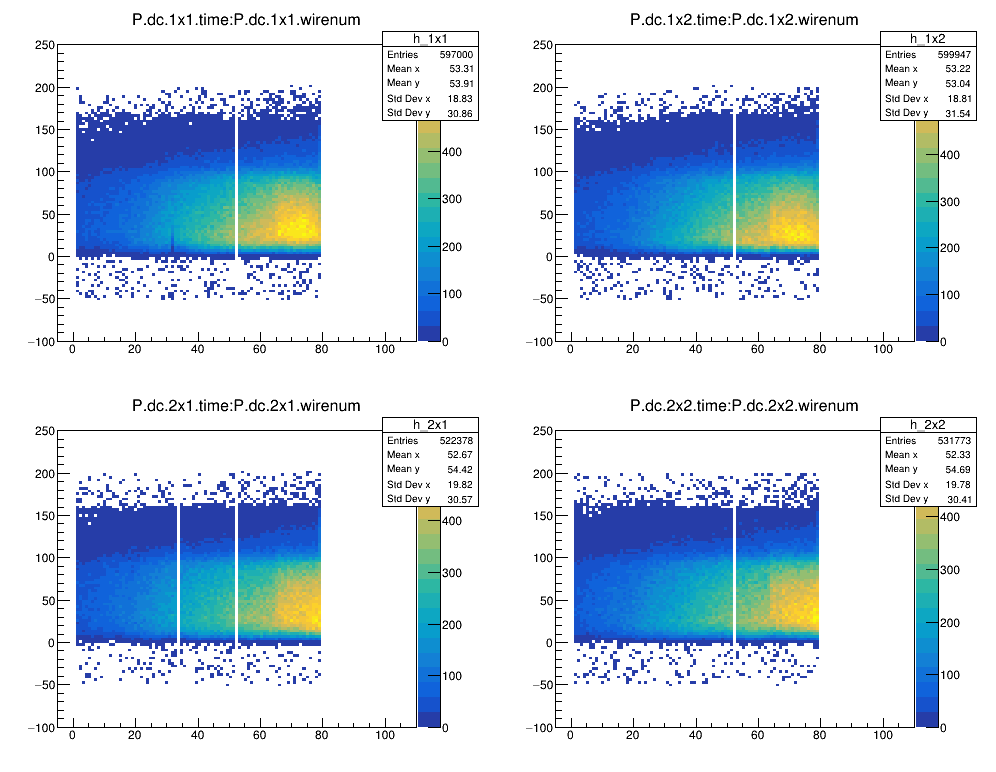 P.dc.1x1.time:P.dc.1x1.wirenum
h_1x1
Entries 597000
Mean x 53.31
Mean y 53.91
Std Dev x 18.83
Std Dev y 30.86
250
200
150
100
50
0
−50
−100
0 20 40 60 80 100
400
300
200
100
0
P.dc.1x2.time:P.dc.1x2.wirenum
h_1x2
Entries 599947
Mean x 53.22
Mean y 53.04
Std Dev x 18.81
Std Dev y 31.54
250
200
150
100
50
0
−50
−100
0 20 40 60 80 100
400
300
200
100
0
P.dc.2x1.time:P.dc.2x1.wirenum
h_2x1
Entries 522378
Mean x 52.67
Mean y 54.42
Std Dev x 19.82
Std Dev y 30.57
250
200
150
100
50
0
−50
−100
0 20 40 60 80 100
400
300
200
100
0
P.dc.2x2.time:P.dc.2x2.wirenum
h_2x2
Entries 531773
Mean x 52.33
Mean y 54.69
Std Dev x 19.78
Std Dev y 30.41
250
200
150
100
50
0
−50
−100
0 20 40 60 80 100
400
300
200
100
0